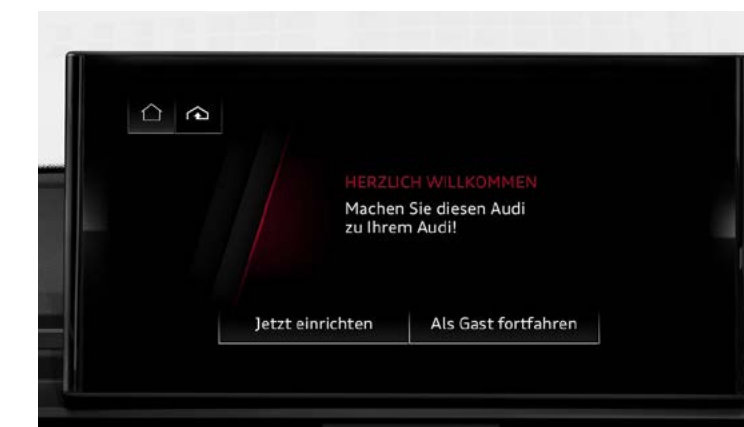 HERZLICH WILLKOMMEN
Machen Sie diesen Audi
zu Ihrem Audi!
Jetzt einrichten
Als Gast fortfahren